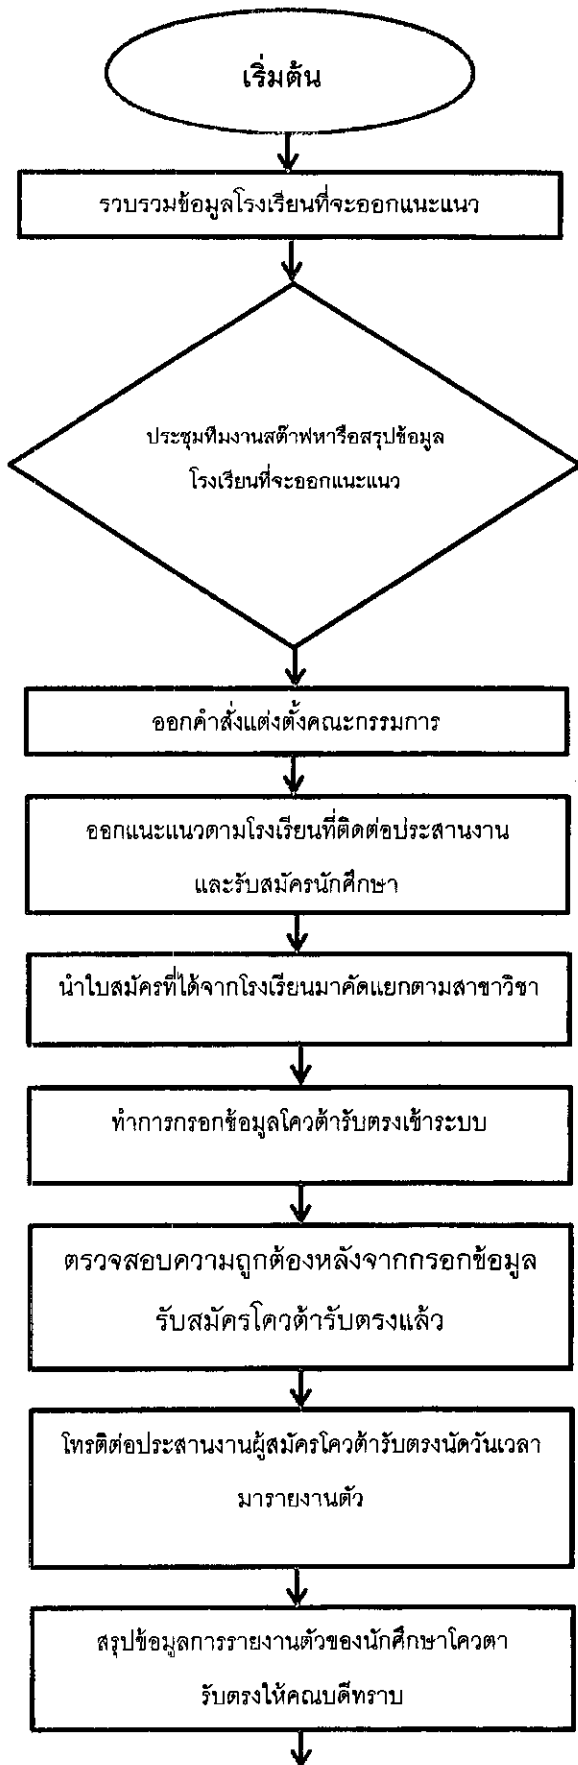 เริ่มต้น
รวบรวมข้อมูลโรงเรียนที่จะออกแนะแนว
ประชุมทีมงานสต๊าฟหารือสรุปข้อมูล
โรงเรียนที่จะออกแนะแนว
ออกคำสั่งแต่งตั้งคณะกรรมการ
ออกแนะแนวตามโรงเรียนที่ติดต่อประสานงาน
และรับสมัครนักศึกษา
นำใบสมัครที่ได้จากโรงเรียนมาคัดแยกตามสาขาวิชา
ทำการกรอกข้อมูลโควต้ารับตรงเข้าระบบ
ตรวจสอบความถูกต้องหลังจากกรอกข้อมูล
รับสมัครโควต้ารับตรงแล้ว
โทรติต่อประสานงานผู้สมัครโควต้ารับตรงนัดวันเวลา
มารายงานตัว
สรุปข้อมูลการรายงานตัวของนักศึกษาโควตา
รับตรงให้คณบดีทราบ